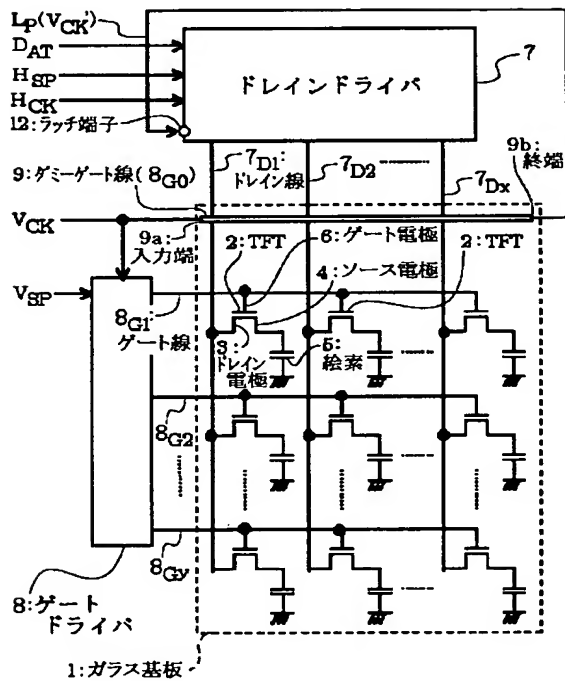 LP(VCK')
DAT
HSP
HCK
12:ラッチ端子
ドレインドライバ
7
7D1:
ドレイン線
7D2
7Dx
9b:
終端
9:ダミーゲート線(8G0)
VCK
9a:
入力端
2:TFT
6:ゲート電極
4:ソース電極
2:TFT
VSP
8G1:
ゲート線
3:
ドレイン
電極
5:絵素
8G2
8Gy
8:ゲート
ドライバ
1:ガラス基板